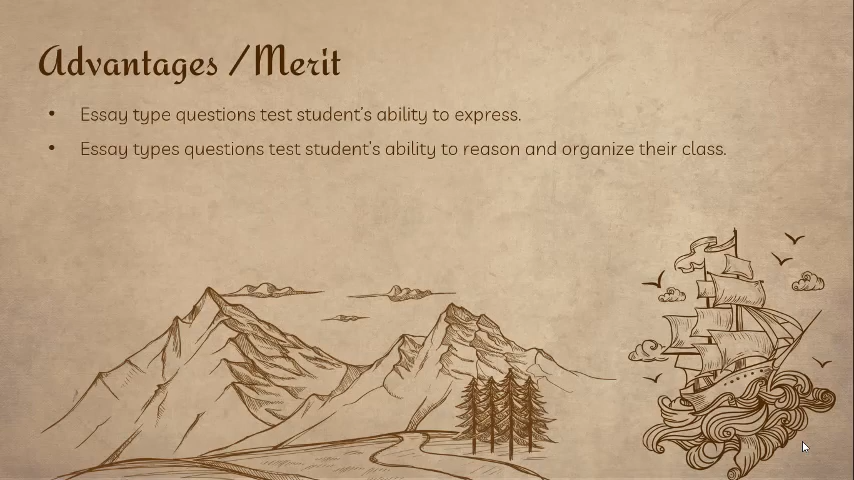 Advantages /Merit
• Essay type questions test student's ability to express.
• Essay types questions test student's ability to reason and organize their class.